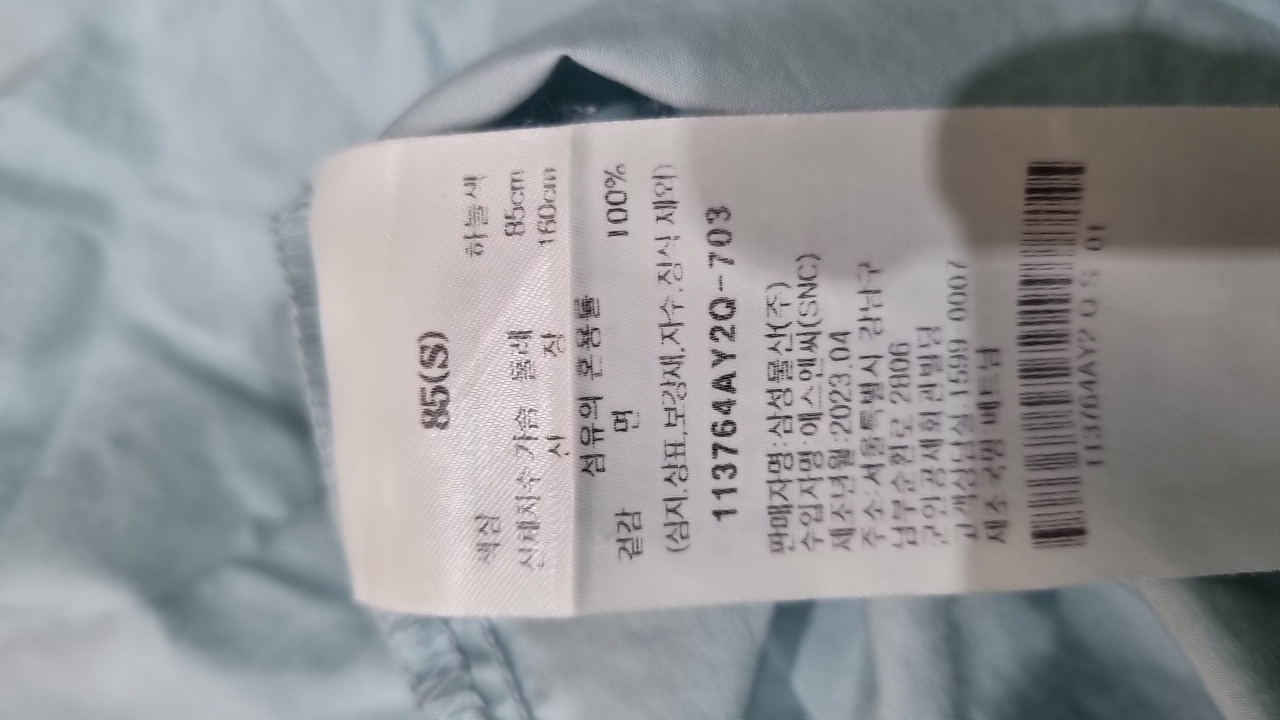 85(S)
색상 하늘색
신체치수 가슴 둘레 85cm
신 장 160cm
섬유의 혼용률
겉감 면 100%
(심지,상표,보강재,자수,장식 제외)
113764AY2Q-703
판매자명:삼성물산(주)
수입자명 에스앤씨(SNC)
제조년월:2023.04
주소:서울특별시 강남구
남부순환로 2806
군인공제회관빌딩
고객상담실 1599 0007
제조국명 베트남
113764AY2 Q S 01